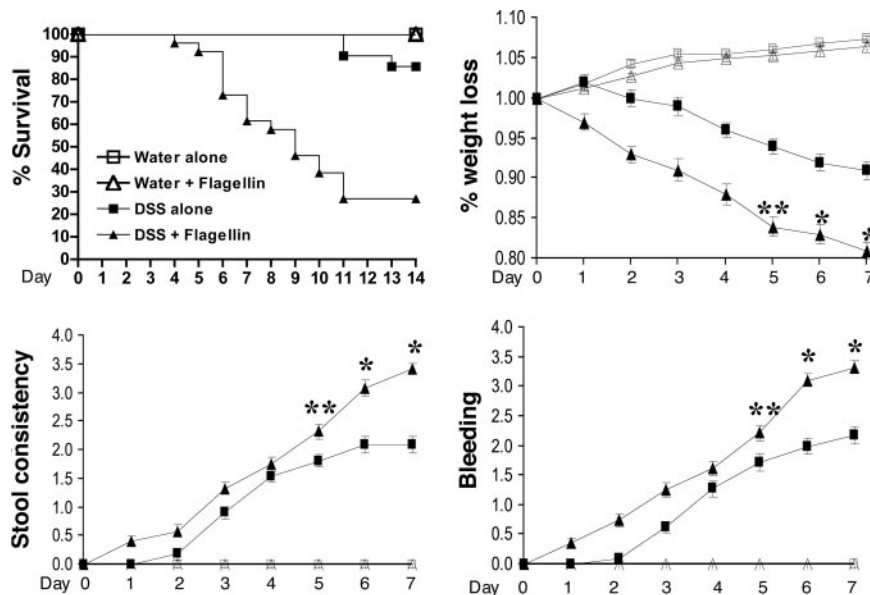 % Survival
100
90
80
70
60
50
40
30
20
10
0
Water alone
Water + Flagellin
DSS alone
DSS + Flagellin
Day 0 1 2 3 3 5 6 7 8 9 10 11 12 13 14
% weight loss
1.10
1.05
1.00
0.95
0.90
0.85
0.80
** * *
Day 0 1 2 3 4 5 6 7
Stool consistency
4.0
3.5
3.0
2.5
2.0
1.5
1.0
0.5
0.0
** * *
Day 0 1 2 3 4 5 6 7
Bleeding
4.0
3.5
3.0
2.5
2.0
1.5
1.0
0.5
0.0
** * *
Day 0 1 2 3 4 5 6 7